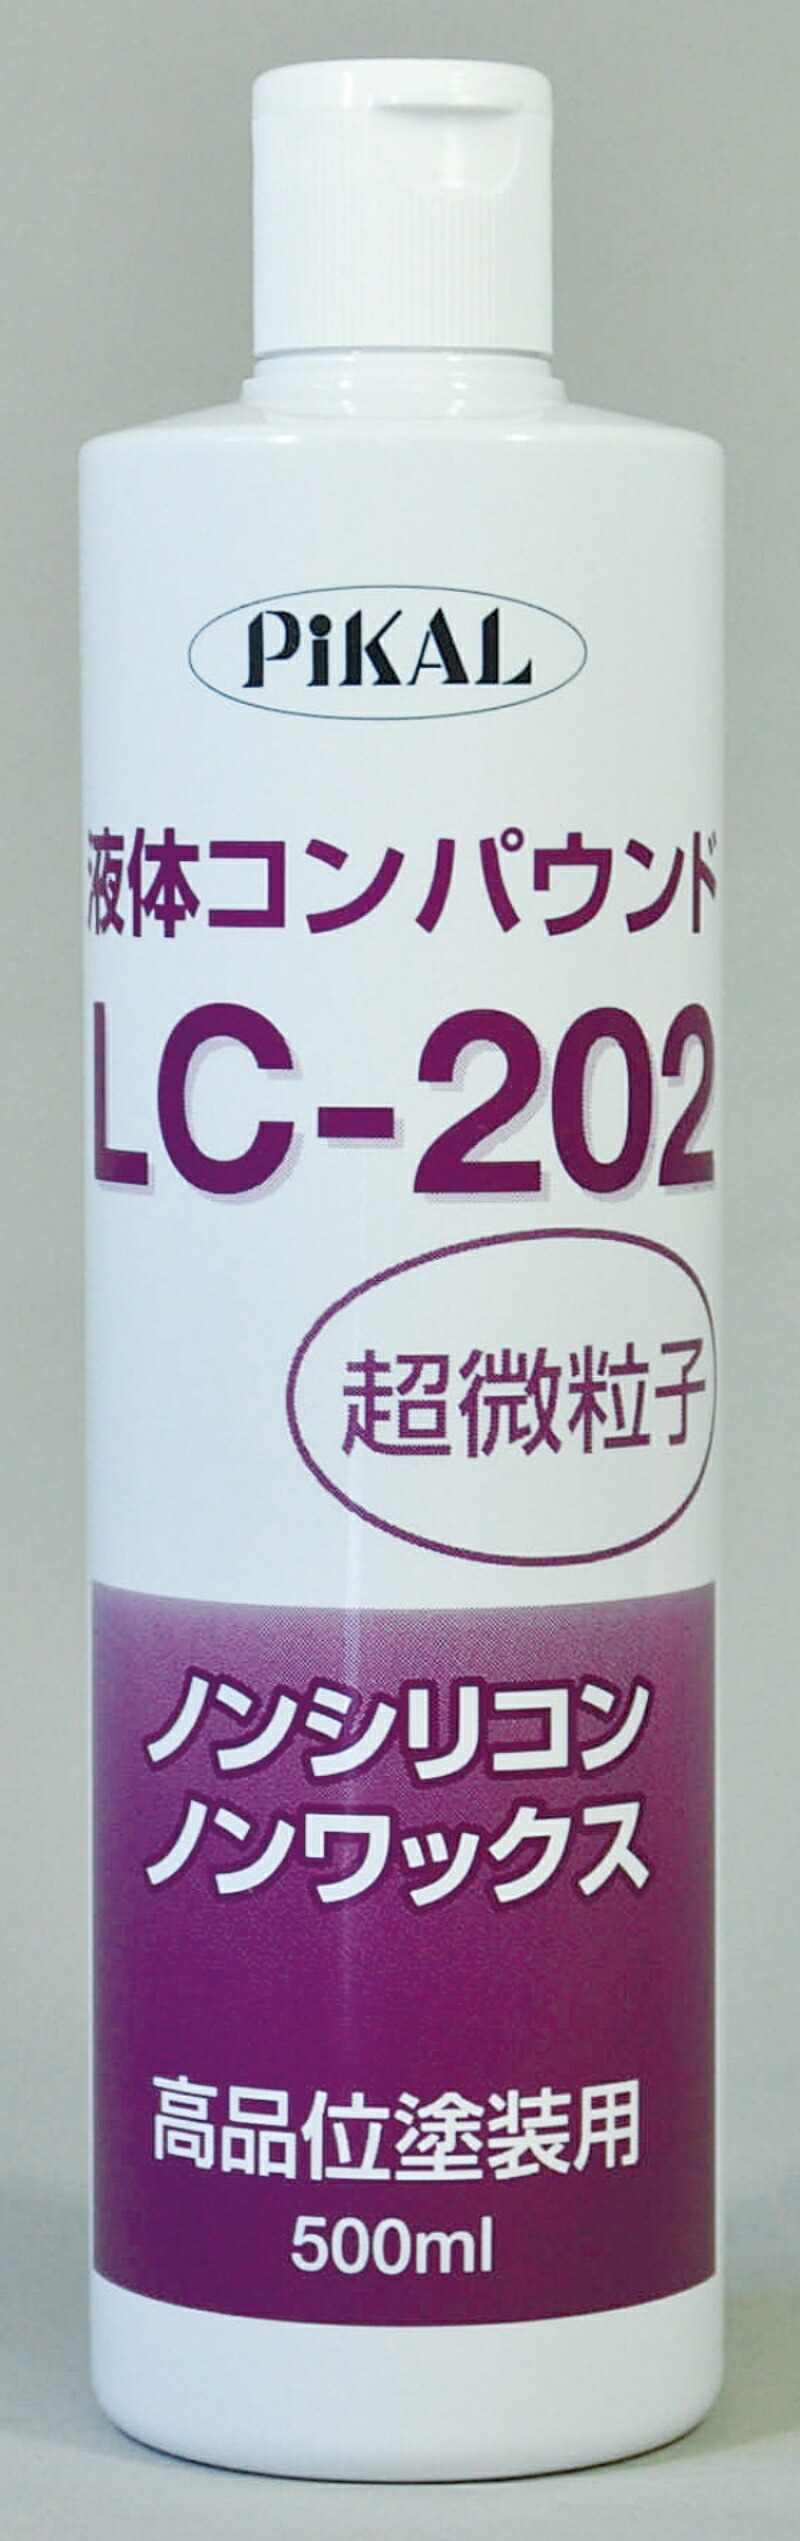 PiKAL
液体コンパウンド
LC-202
超微粒子
ノンシリコン
ノンワックス
高品位塗装用
500ml